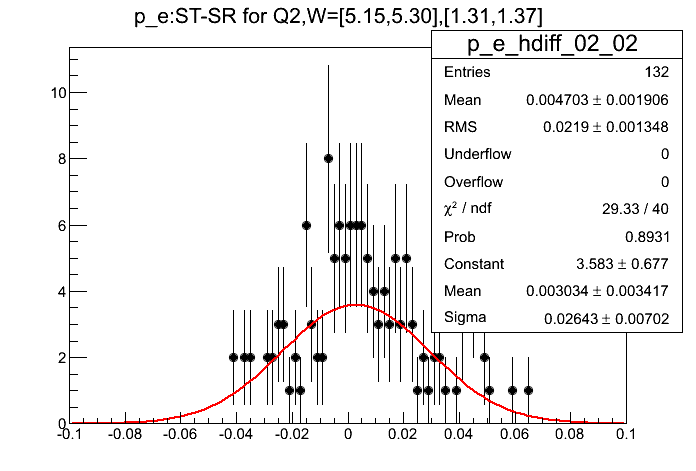 p_e:ST-SR for Q2,W=[5.15,5.30],[1.31,1.37]
p_e_hdiff_02_02
Entries 132
Mean 0.004703 ± 0.001906
RMS 0.0219 ± 0.001348
Underflow 0
Overflow 0
χ² / ndf 29.33 / 40
Prob 0.8931
Constant 3.583 ± 0.677
Mean 0.003034 ± 0.003417
Sigma 0.02643 ± 0.00702
10
8
6
4
2
0
-0.1 -0.08 -0.06 -0.04 -0.02 0 0.02 0.04 0.06 0.08 0.1